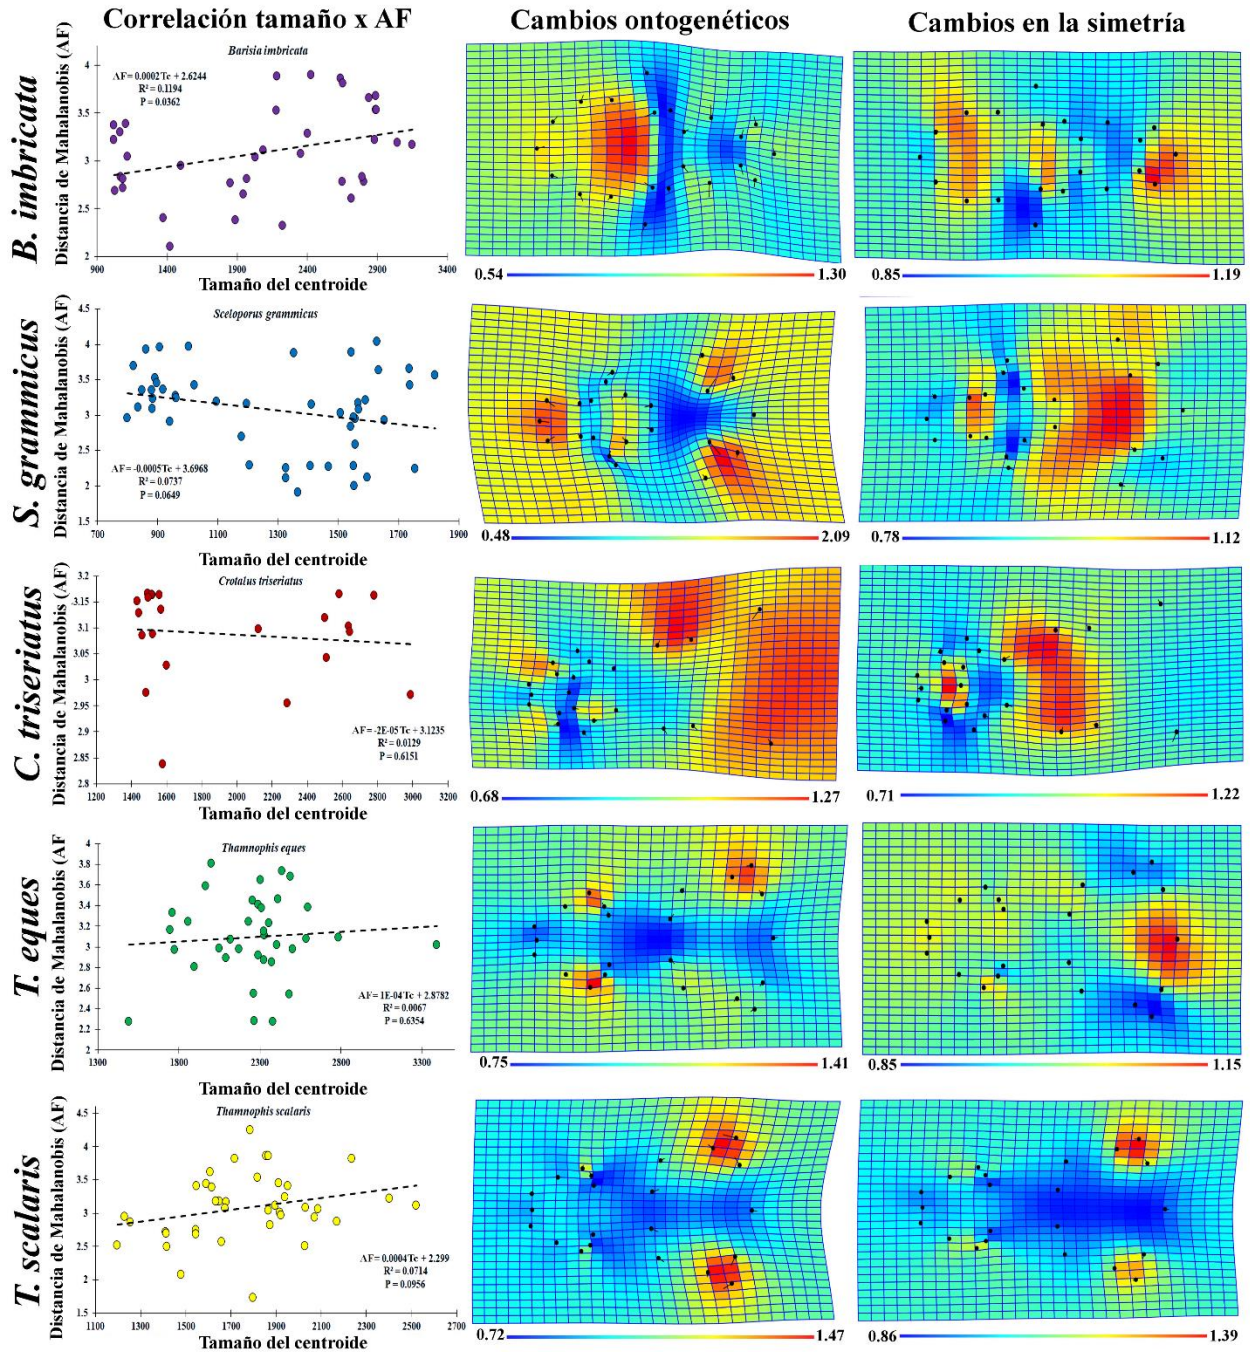 Correlación tamaño x AF
Cambios ontogenéticos
Cambios en la simetría
B. imbricata
Distancia de Mahalanobis (AF)
Barisia imbricata
AF = 0.0002Tc + 2.6244
R² = 0.1194
P = 0.0362
4
3.5
3
2.5
2
900 1400 1900 2400 2900 3400
Tamaño del centroide
0.54 1.30
0.85 1.19
S. grammicus
Distancia de Mahalanobis (AF)
Sceloporus grammicus
4.5
4
3.5
3
2.5
2
1.5
AF = -0.0005Tc + 3.6968
R² = 0.0737
P = 0.0649
700 900 1100 1300 1500 1700 1900
Tamaño del centroide
0.48 2.09
0.78 1.12
C. triseriatus
Distancia de Mahalanobis (AF)
Crotalus triseriatus
3.2
3.15
3.1
3.05
3
2.95
2.9
2.85
2.8
AF = -2E-05Tc + 3.1235
R² = 0.0129
P = 0.6151
1200 1400 1600 1800 2000 2200 2400 2600 2800 3000 3200
Tamaño del centroide
0.68 1.27
0.71 1.22
T. eques
Distancia de Mahalanobis (AF
Thamnophis eques
4
3.8
3.6
3.4
3.2
3
2.8
2.6
2.4
2.2
2
AF = 1E-04Tc + 2.8782
R² = 0.0067
P = 0.6354
1300 1800 2300 2800 3300
Tamaño del centroide
0.75 1.41
0.85 1.15
T. scalaris
Distancia de Mahalanobis (AF)
Thamnophis scalaris
4.5
4
3.5
3
2.5
2
1.5
AF = 0.0004Tc + 2.299
R² = 0.0714
P = 0.0956
1100 1300 1500 1700 1900 2100 2300 2500 2700
Tamaño del centroide
0.72 1.47
0.86 1.39